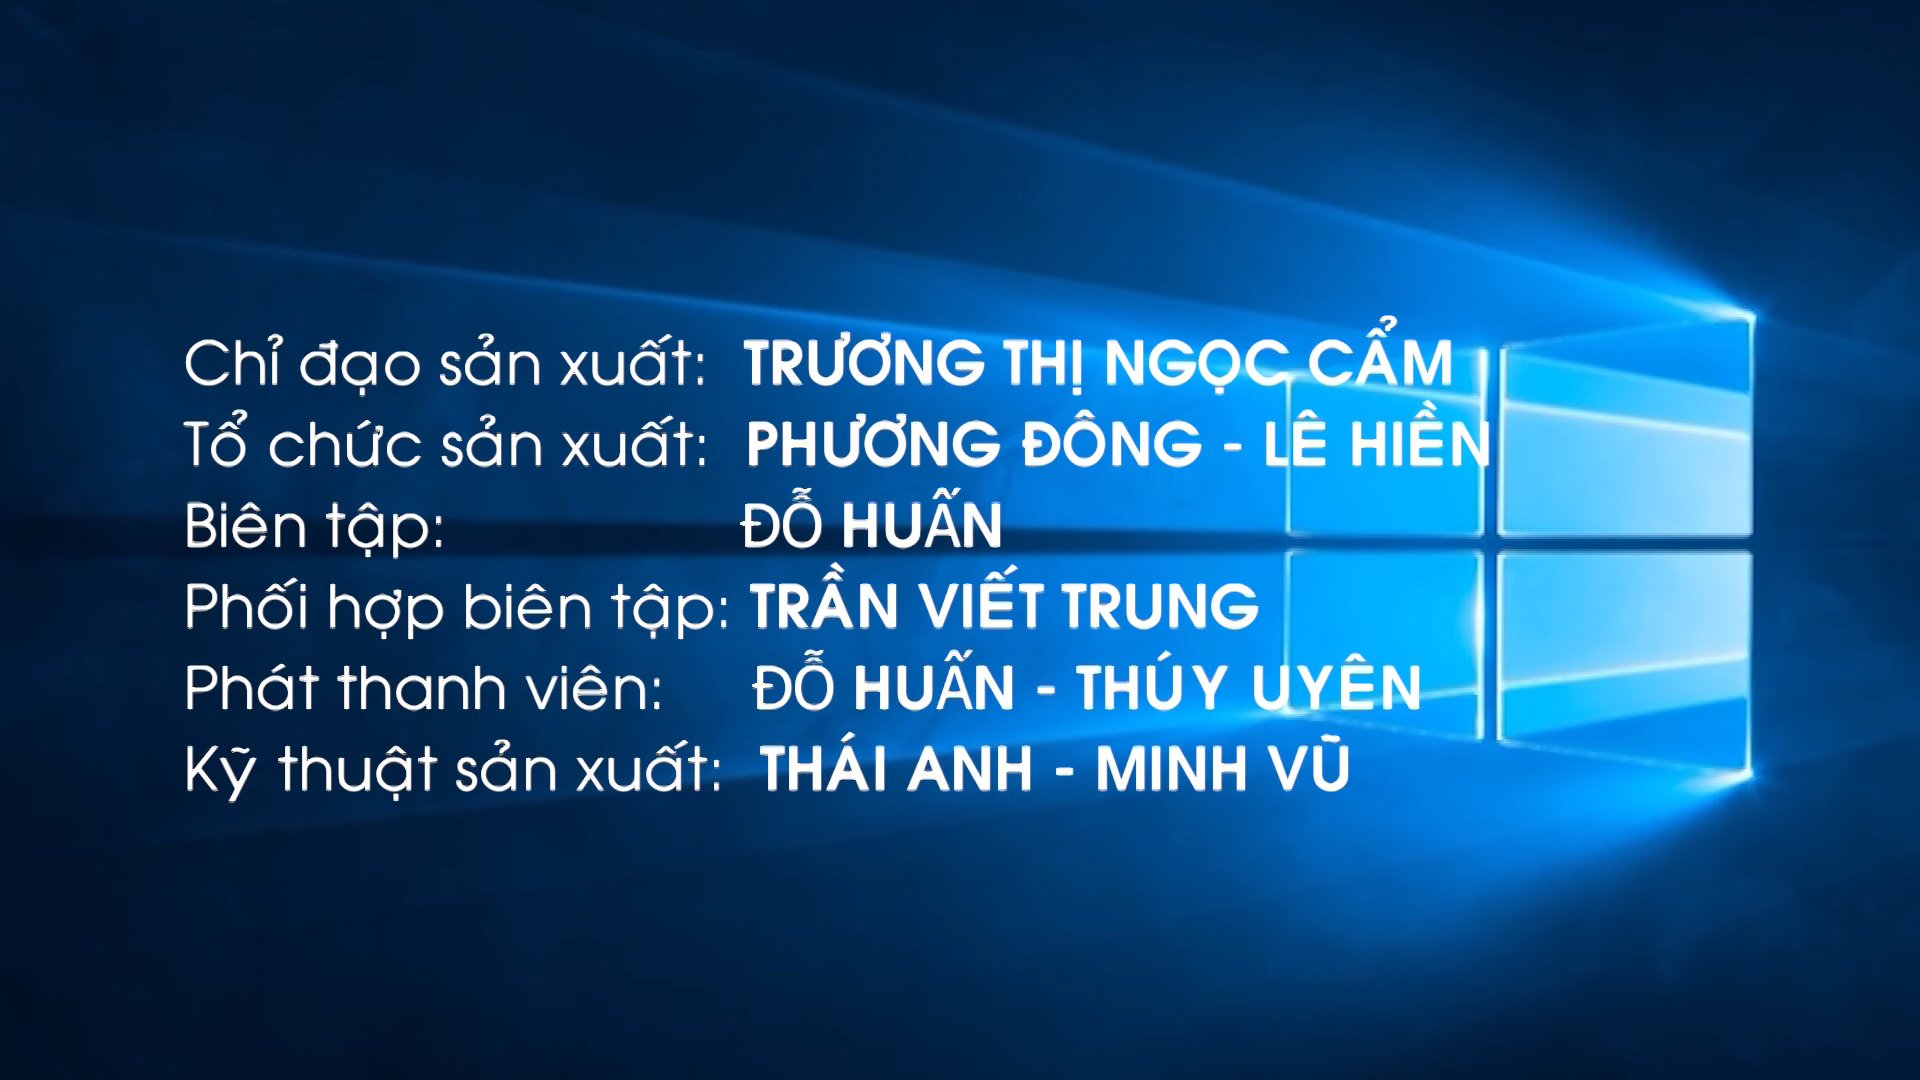 Chỉ đạo sản xuất: TRƯƠNG THỊ NGỌC CẨM
Tổ chức sản xuất: PHƯƠNG ĐÔNG - LÊ HIỀN
Biên tập: ĐỖ HUẤN
Phối hợp biên tập: TRẦN VIẾT TRUNG
Phát thanh viên: ĐỖ HUẤN - THÚY UYÊN
Kỹ thuật sản xuất: THÁI ANH - MINH VŨ